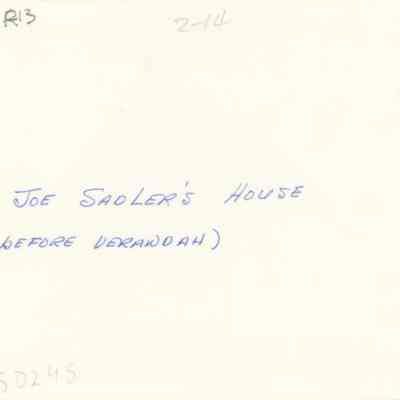 R13
2-14
JOE SADLER'S HOUSE
BEFORE VERANDAH)
50245